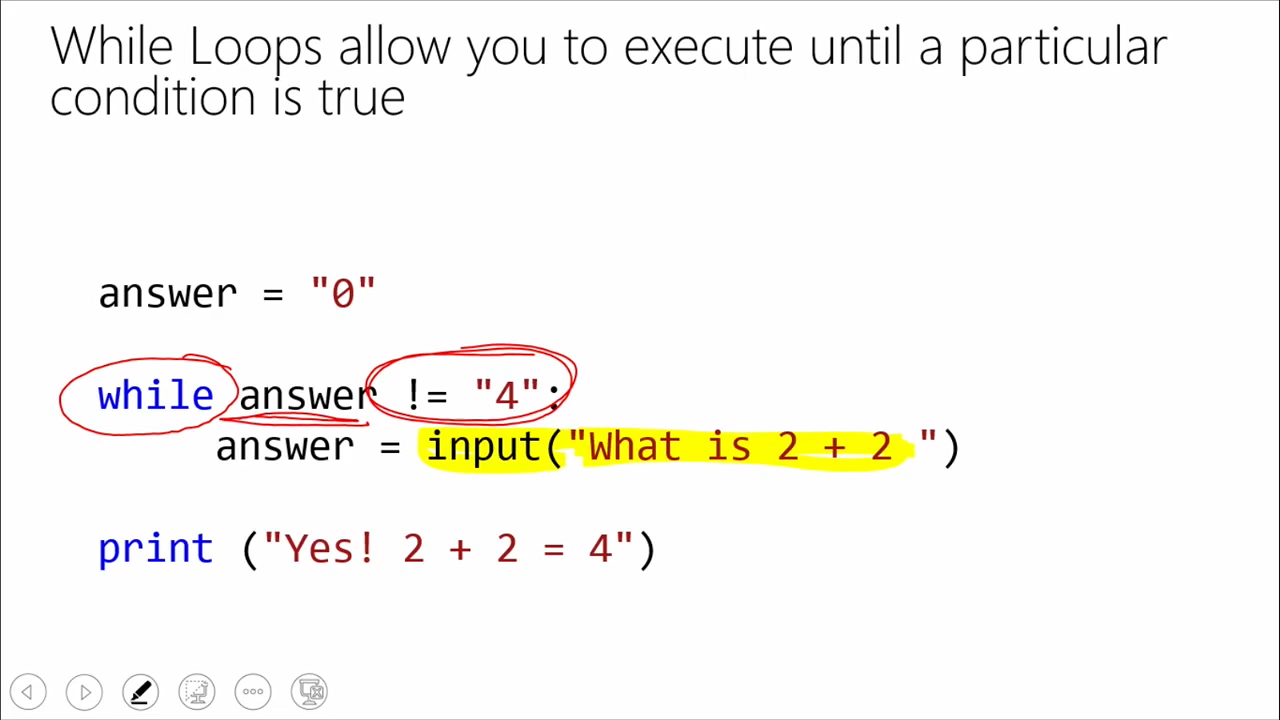 While Loops allow you to execute until a particular
condition is true
answer = "0"
while answer != "4":
answer = input("What is 2 + 2 ")
print ("Yes! 2 + 2 = 4")